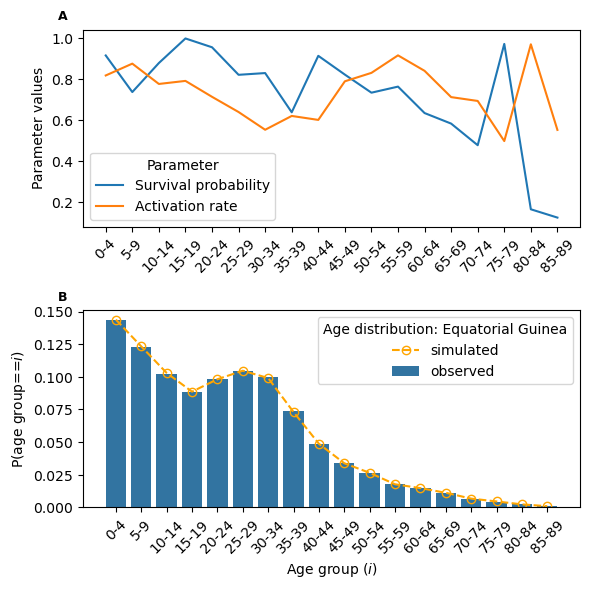 A
Parameter values
1.0
0.8
0.6
0.4
0.2
Parameter
Survival probability
Activation rate
0-4 5-9 10-14 15-19 20-24 25-29 30-34 35-39 40-44 45-49 50-54 55-59 60-64 65-69 70-74 75-79 80-84 85-89
B
P(age group==i)
0.150
0.125
0.100
0.075
0.050
0.025
0.000
Age distribution: Equatorial Guinea
simulated
observed
0-4 5-9 10-14 15-19 20-24 25-29 30-34 35-39 40-44 45-49 50-54 55-59 60-64 65-69 70-74 75-79 80-84 85-89
Age group (i)